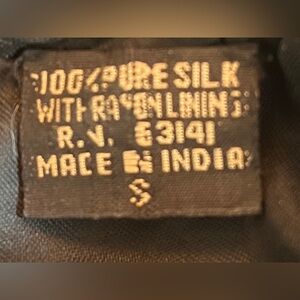 100% PURE SILK
WITH RAYON LINING
R.N. 63141
MADE IN INDIA
S